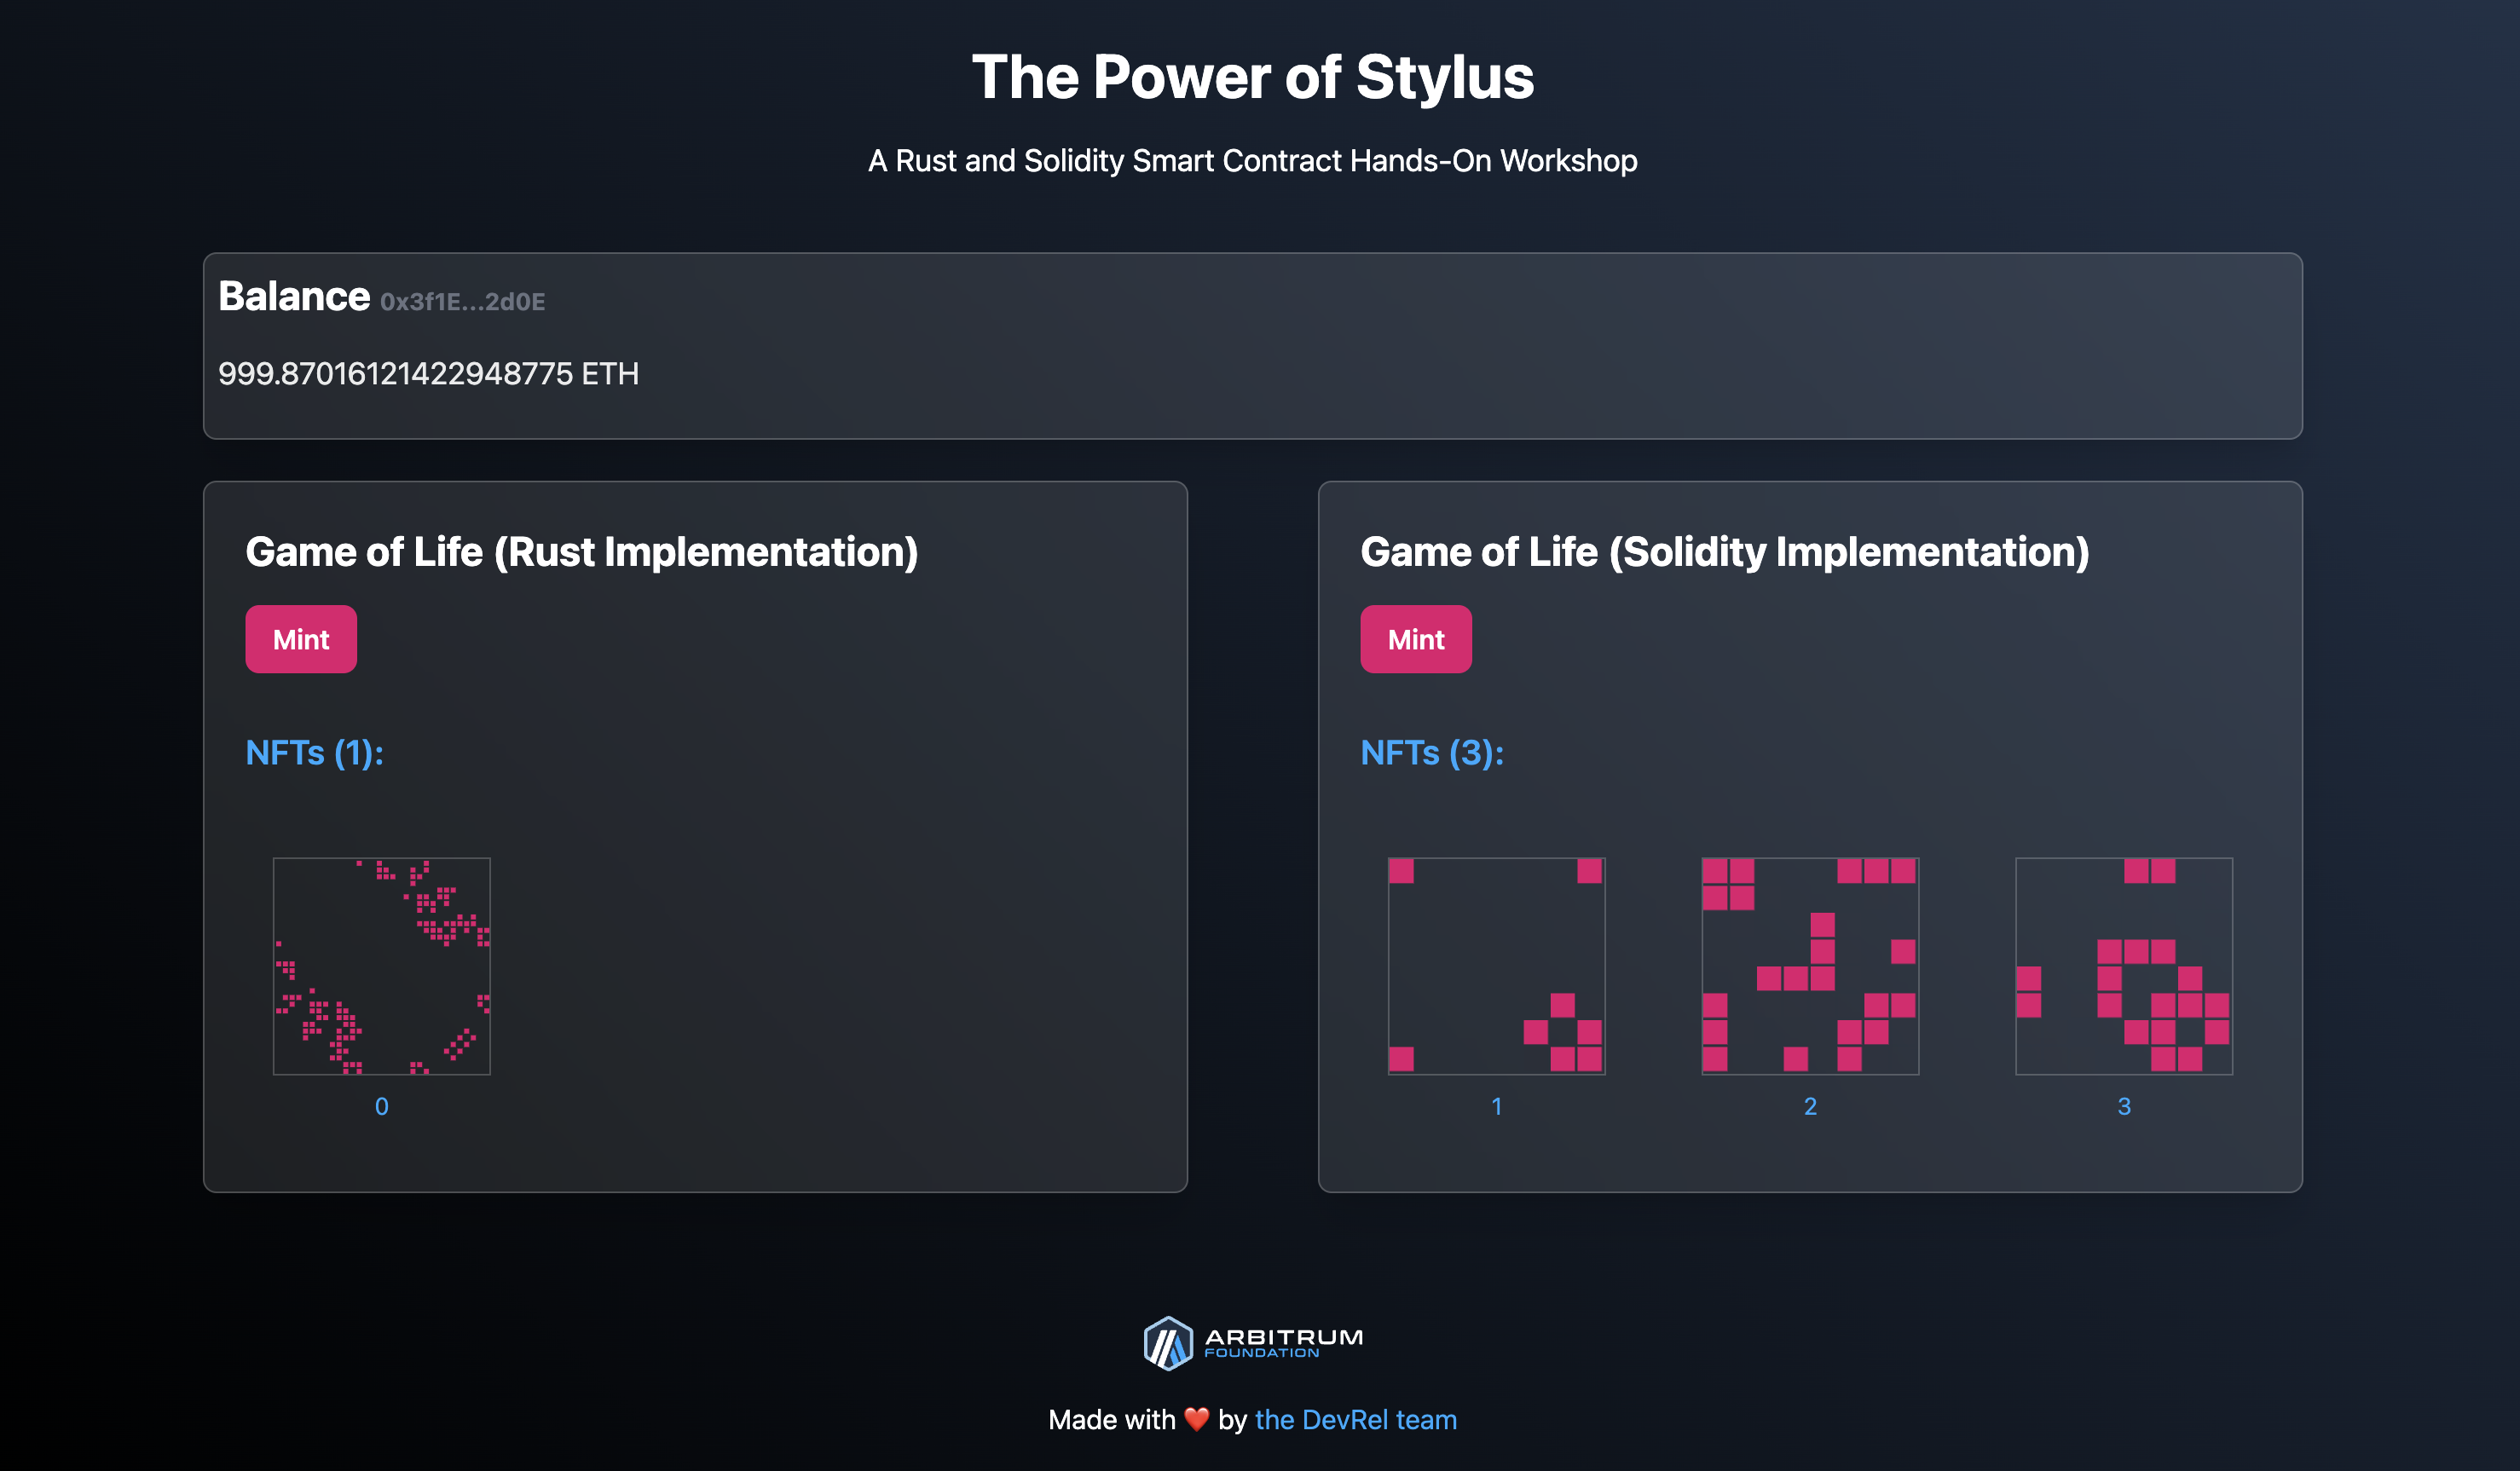 The Power of Stylus
A Rust and Solidity Smart Contract Hands-On Workshop
Balance 0x3f1E...2d0E
999.87016121422948775 ETH
Game of Life (Rust Implementation)
Mint
NFTs (1):
0
Game of Life (Solidity Implementation)
Mint
NFTs (3):
1
2
3
ARBITRUM
FOUNDATION
Made with ❤️ by the DevRel team